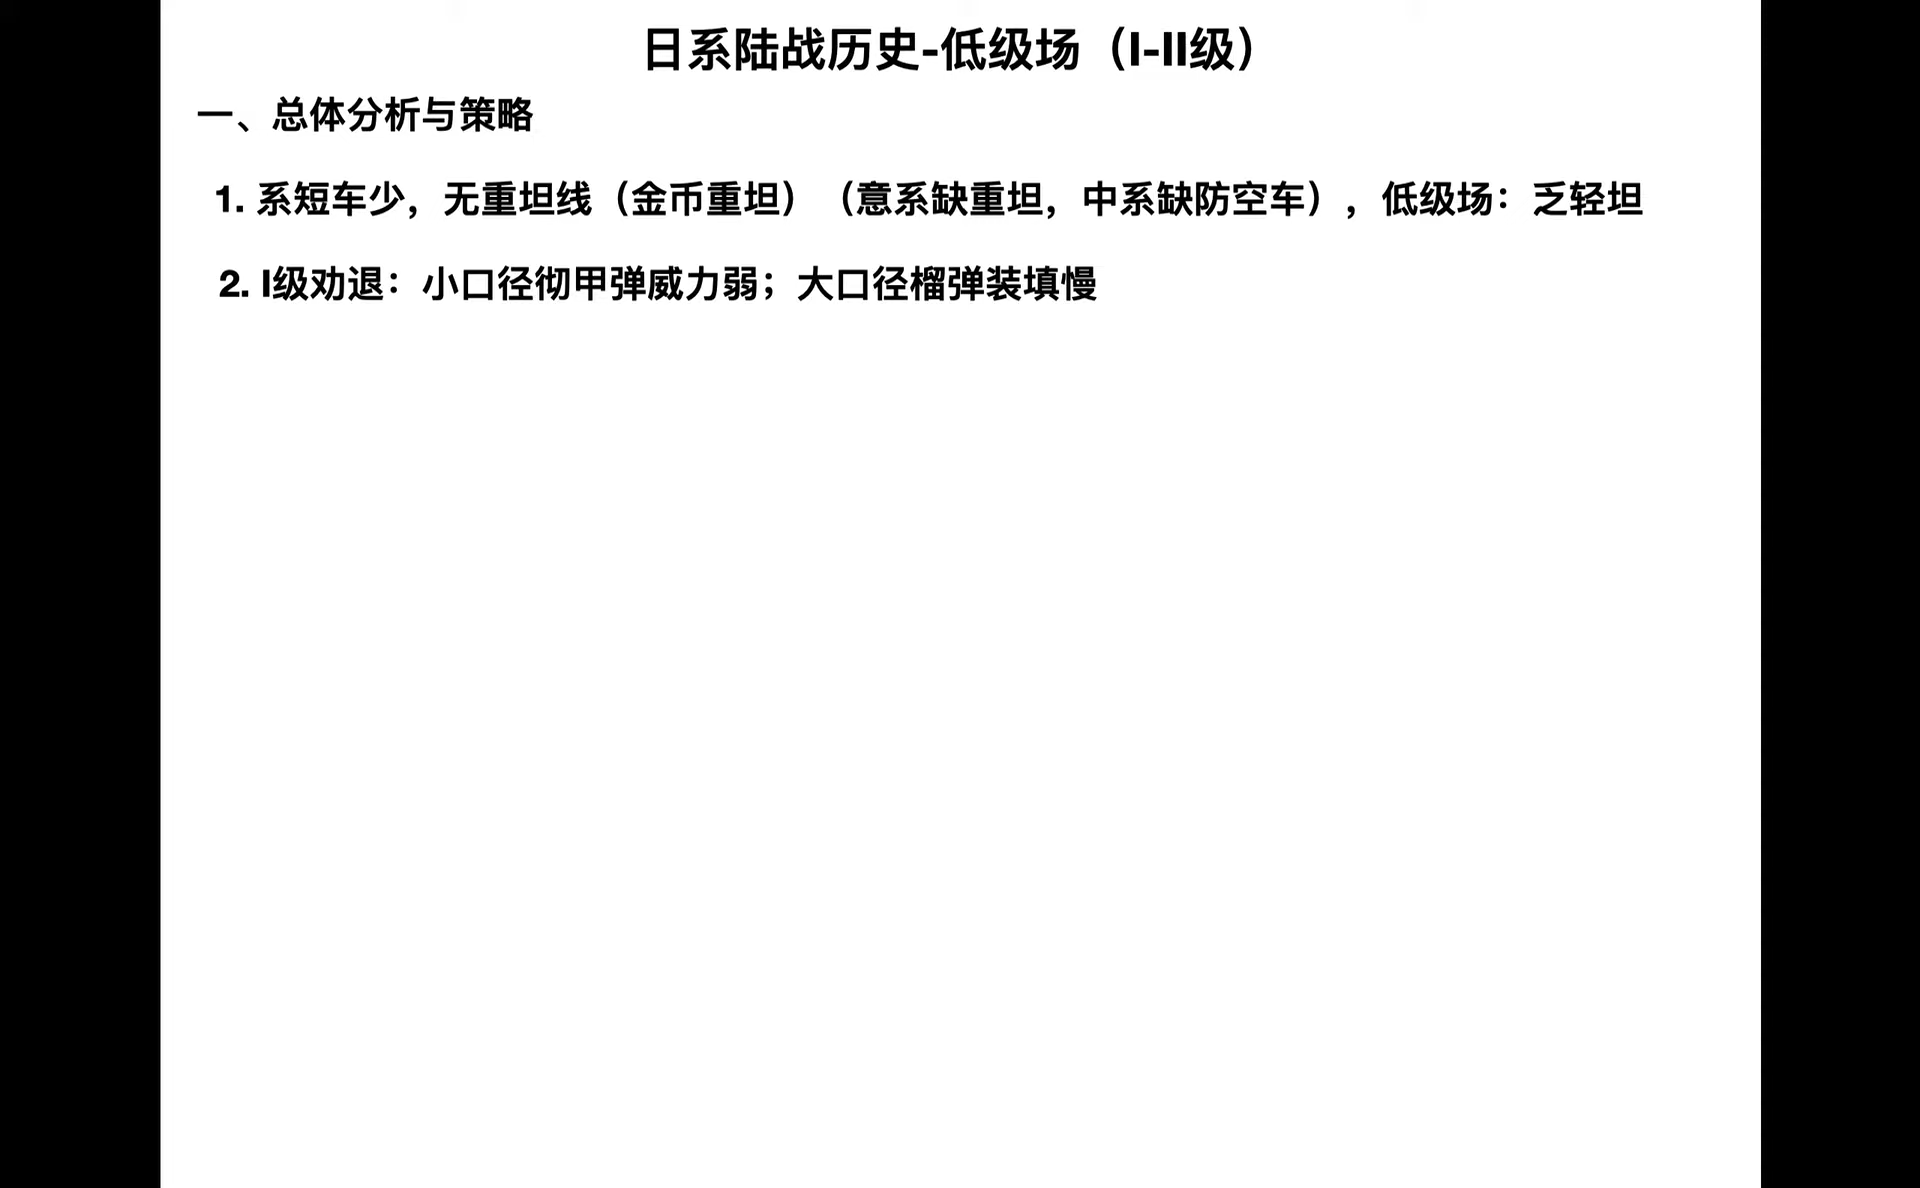 日系陆战历史-低级场（I-II级）
一、总体分析与策略
1. 系短车少，无重坦线（金币重坦）（意系缺重坦，中系缺防空车），低级场：乏轻坦
2. I级劝退：小口径彻甲弹威力弱；大口径榴弹装填慢